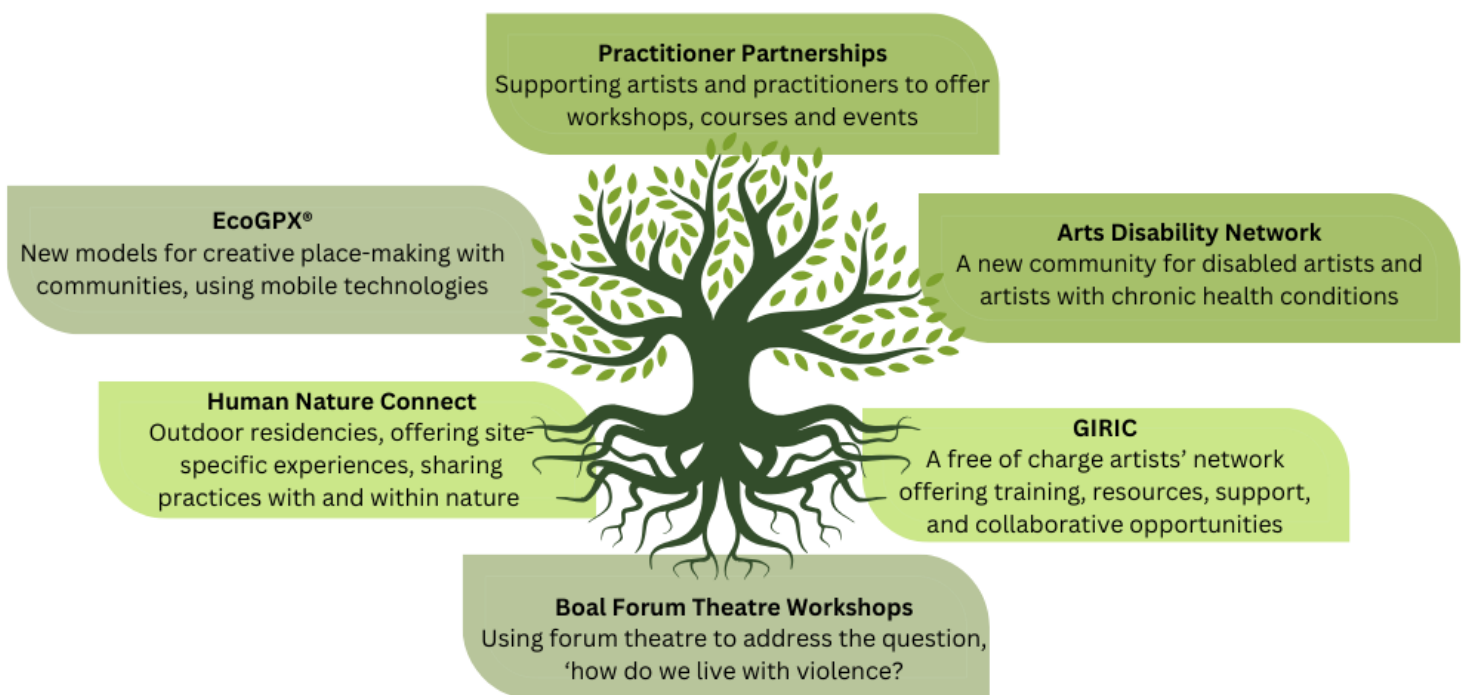 Practitioner Partnerships
Supporting artists and practitioners to offer
workshops, courses and events
EcoGPX®
New models for creative place-making with
communities, using mobile technologies
Arts Disability Network
A new community for disabled artists and
artists with chronic health conditions
Human Nature Connect
Outdoor residencies, offering site-
specific experiences, sharing
practices with and within nature
GIRIC
A free of charge artists’ network
offering training, resources, support,
and collaborative opportunities
Boal Forum Theatre Workshops
Using forum theatre to address the question,
‘how do we live with violence?